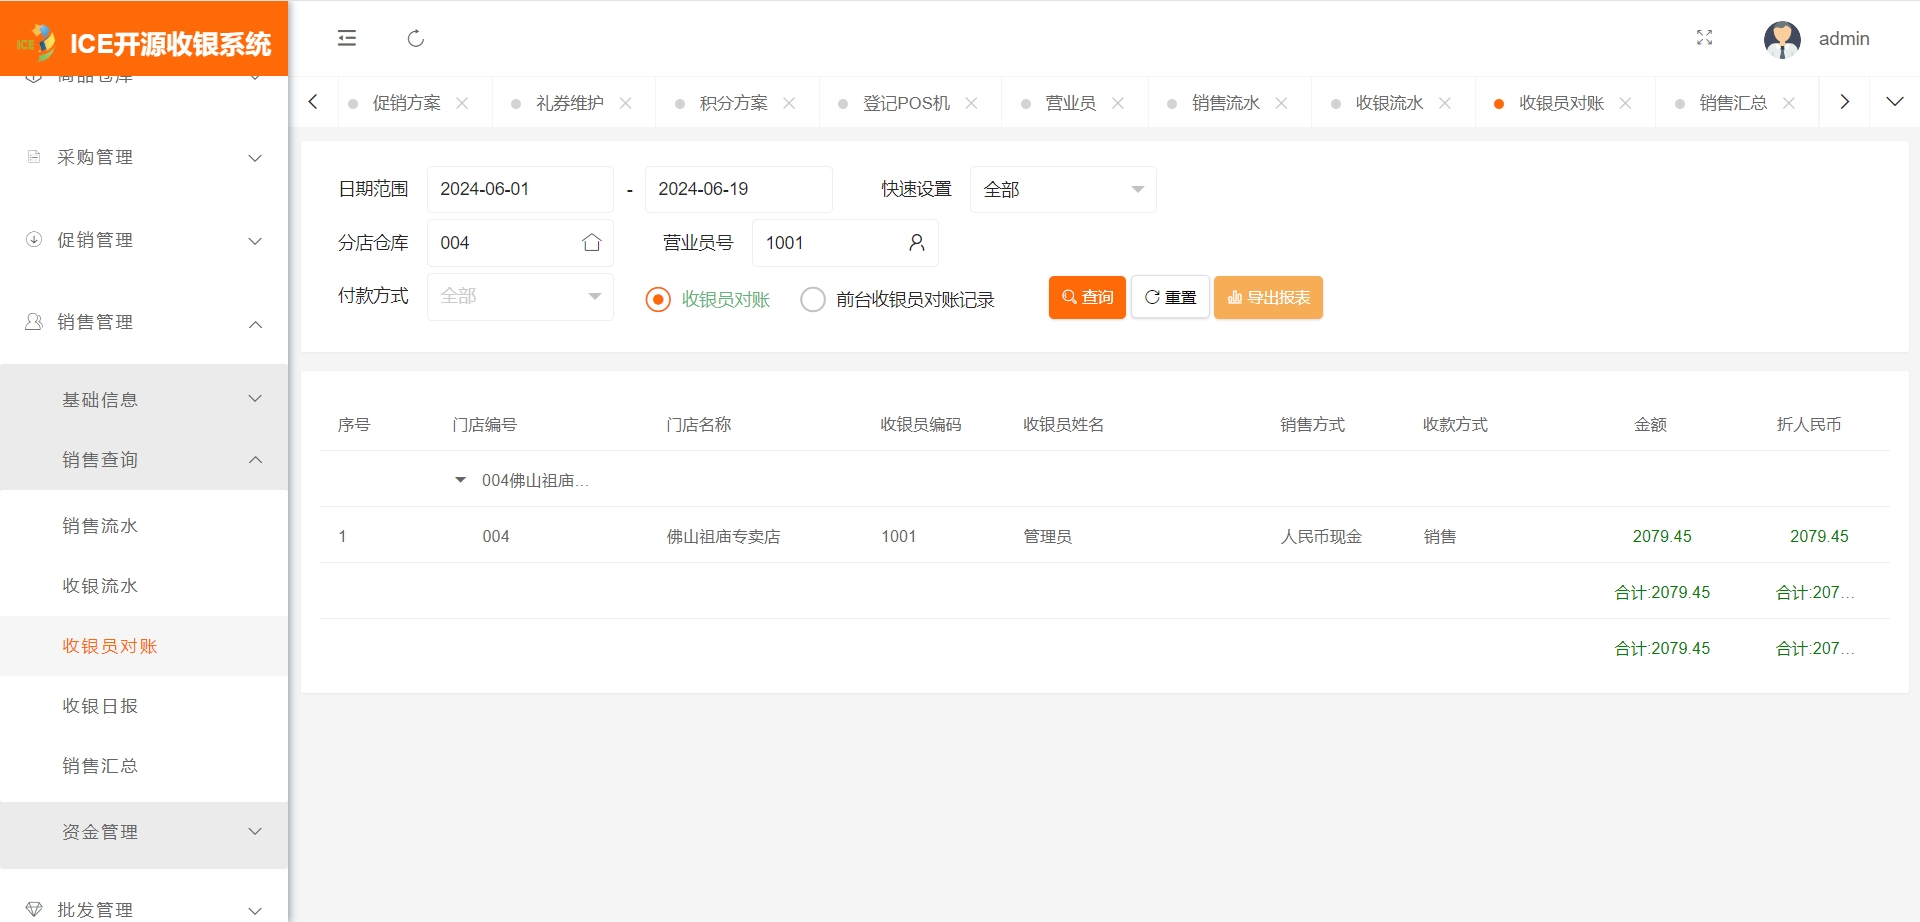 ICE开源收银系统
admin
促销方案
礼券维护
积分方案
登记POS机
营业员
销售流水
收银流水
收银员对账
销售汇总
商品仓库
采购管理
促销管理
销售管理
基础信息
销售查询
销售流水
收银流水
收银员对账
收银日报
销售汇总
资金管理
批发管理
日期范围 2024-06-01 - 2024-06-19 快速设置 全部
分店仓库 004 营业员号 1001
付款方式 全部 收银员对账 前台收银员对账记录 查询 重置 导出报表
序号 门店编号 门店名称 收银员编码 收银员姓名 销售方式 收款方式 金额 折人民币
004佛山祖庙...
1 004 佛山祖庙专卖店 1001 管理员 人民币现金 销售 2079.45 2079.45
合计:2079.45 合计:207...
合计:2079.45 合计:207...